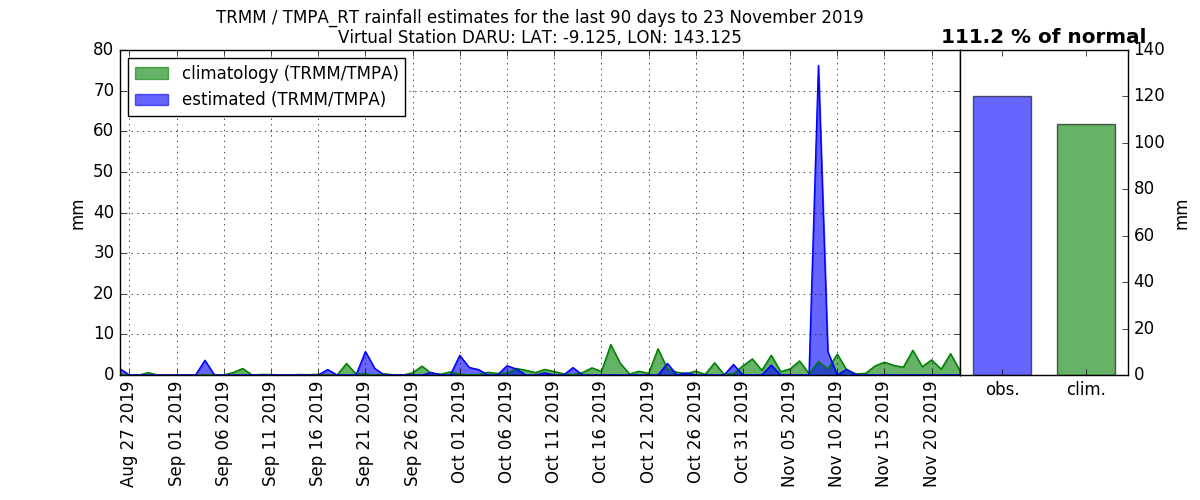 TRMM / TMPA_RT rainfall estimates for the last 90 days to 23 November 2019
Virtual Station DARU: LAT: -9.125, LON: 143.125
111.2 % of normal
climatology (TRMM/TMPA)
estimated (TRMM/TMPA)
80
70
60
50
40
30
20
10
0
mm
Aug 27 2019
Sep 01 2019
Sep 06 2019
Sep 11 2019
Sep 16 2019
Sep 21 2019
Sep 26 2019
Oct 01 2019
Oct 06 2019
Oct 11 2019
Oct 16 2019
Oct 21 2019
Oct 26 2019
Oct 31 2019
Nov 05 2019
Nov 10 2019
Nov 15 2019
Nov 20 2019
140
120
100
80
60
40
20
0
mm
obs.
clim.